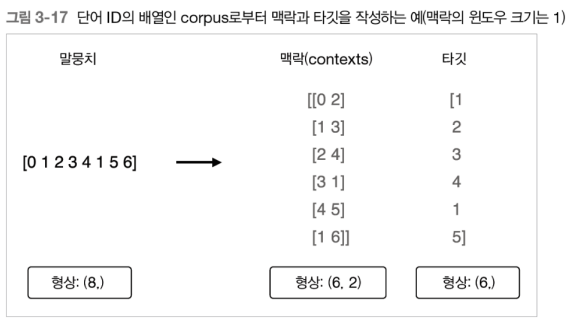 그림 3-17 단어 ID의 배열인 corpus로부터 맥락과 타깃을 작성하는 예(맥락의 윈도우 크기는 1)
말뭉치 맥락(contexts) 타깃
[[0 2] [1
[1 3] 2
[2 4] 3
[0 1 2 3 4 1 5 6]
[3 1] 4
[4 5] 1
[1 6]] 5]
형상: (8,) 형상: (6, 2) 형상: (6,)